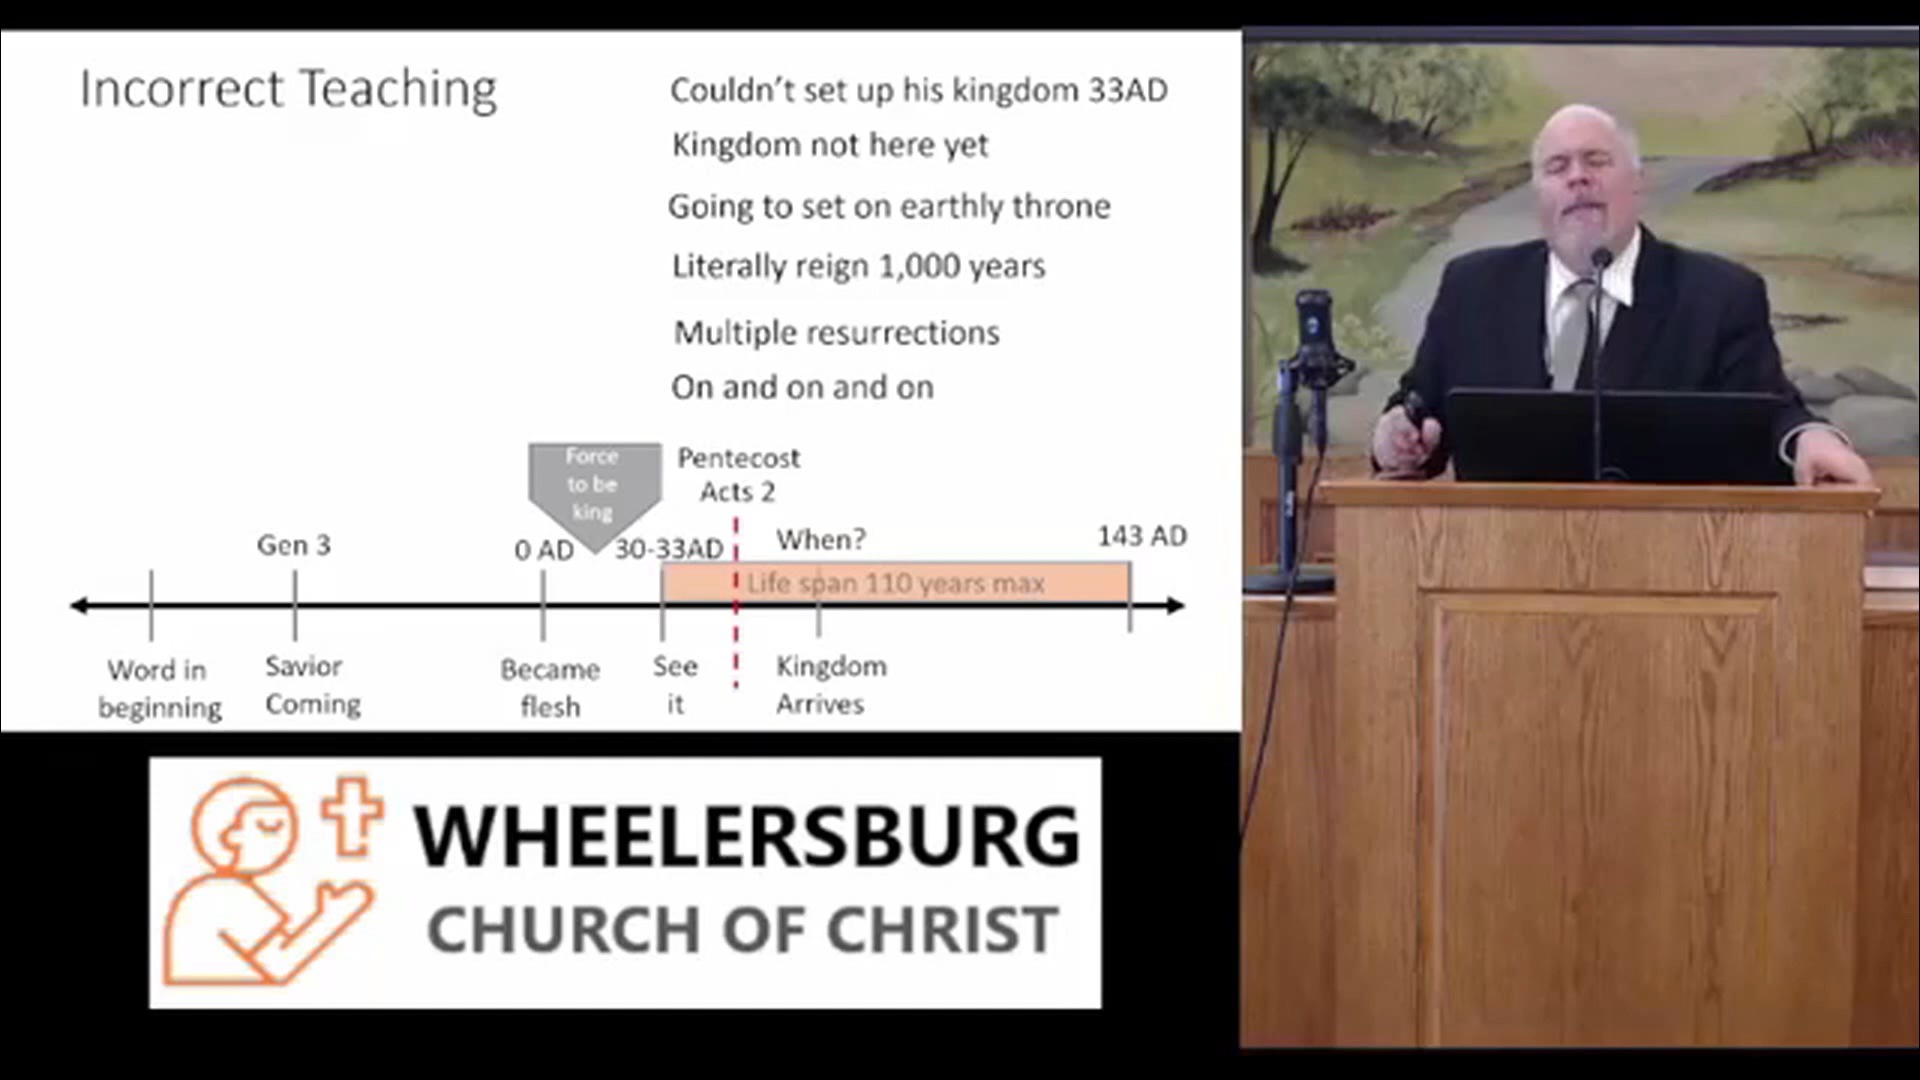 Incorrect Teaching
Couldn't set up his kingdom 33AD
Kingdom not here yet
Going to set on earthly throne
Literally reign 1,000 years
Multiple resurrections
On and on and on
Force
to be
king
Pentecost
Acts 2
Gen 3
0 AD
30-33AD
When?
143 AD
Life span 110 years max
Word in
beginning
Savior
Coming
Became
flesh
See
it
Kingdom
Arrives
WHEELERSBURG
CHURCH OF CHRIST